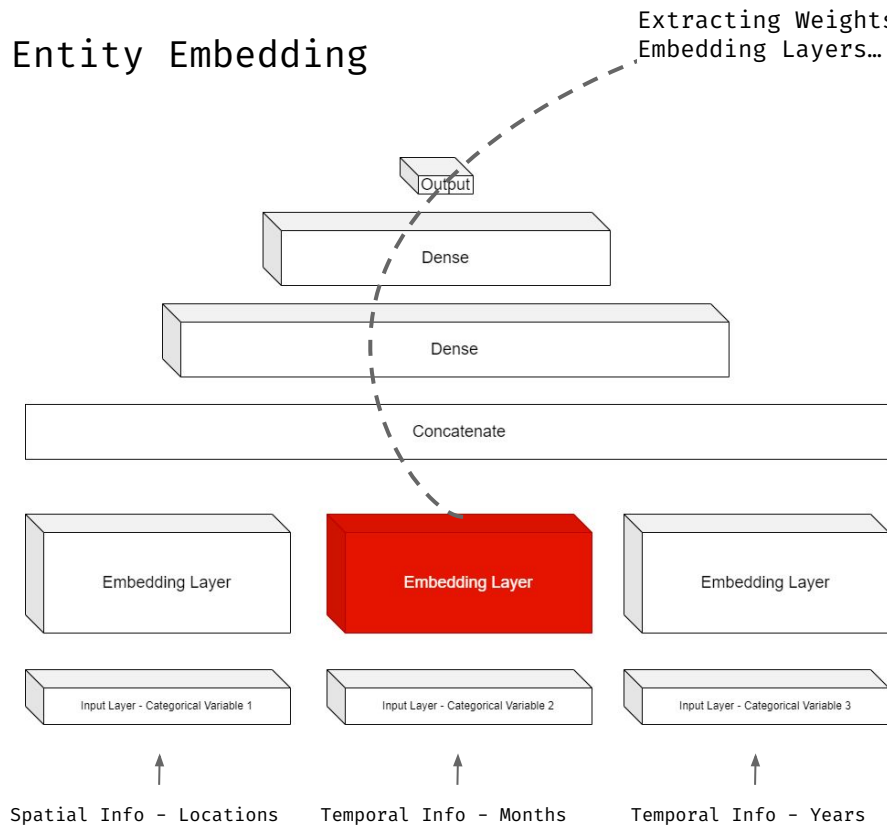 Entity Embedding
Extracting Weights
Embedding Layers…
Output
Dense
Dense
Concatenate
Embedding Layer
Embedding Layer
Embedding Layer
Input Layer - Categorical Variable 1
Input Layer - Categorical Variable 2
Input Layer - Categorical Variable 3
Spatial Info - Locations
Temporal Info - Months
Temporal Info - Years